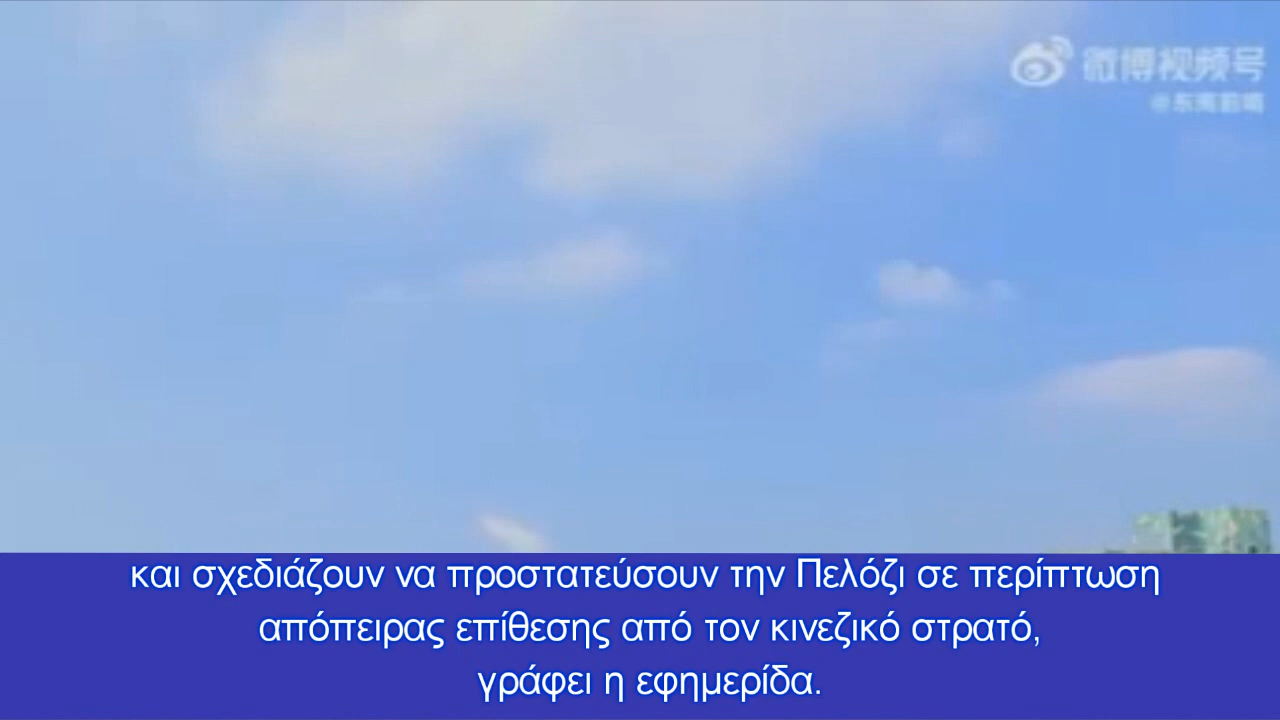 微博视频号
και σχεδιάζουν να προστατεύσουν την Πελόζι σε περίπτωση
απόπειρας επίθεσης από τον κινεζικό στρατό,
γράφει η εφημερίδα.